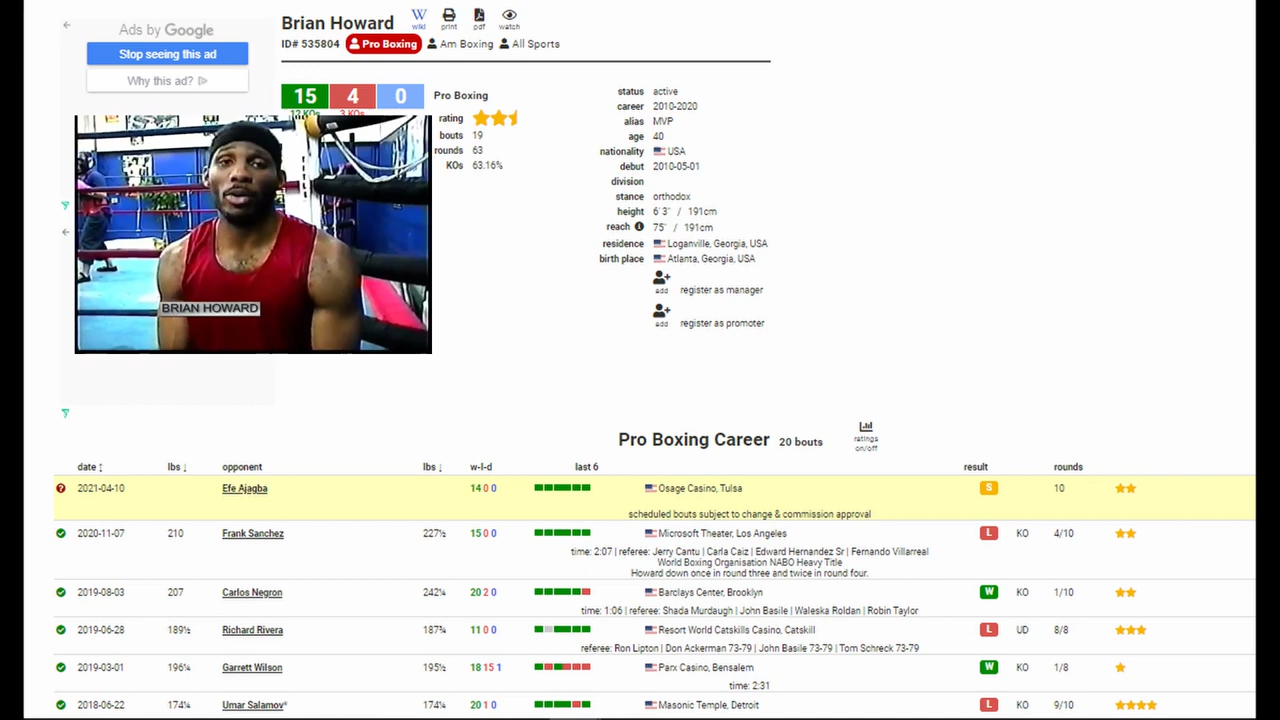 Ads by Google
Stop seeing this ad
Why this ad?
Brian Howard
wiki print pdf watch
ID# 535804 Pro Boxing Am Boxing All Sports
15 4 0
12 KOs 3 KOs
Pro Boxing
rating
bouts 19
rounds 63
KOs 63.16%
status active
career 2010-2020
alias MVP
age 40
nationality USA
debut 2010-05-01
division
stance orthodox
height 6' 3" / 191cm
reach 75" / 191cm
residence Loganville, Georgia, USA
birth place Atlanta, Georgia, USA
add register as manager
add register as promoter
BRIAN HOWARD
Pro Boxing Career 20 bouts
ratings
on/off
date lbs opponent lbs w-l-d last 6 result rounds
2021-04-10 Efe Ajagba 14 0 0 Osage Casino, Tulsa S 10
scheduled bouts subject to change & commission approval
2020-11-07 210 Frank Sanchez 227½ 15 0 0 Microsoft Theater, Los Angeles L KO 4/10
time: 2:07 | referee: Jerry Cantu | Carla Caiz | Edward Hernandez Sr | Fernando Villarreal
World Boxing Organisation NABO Heavy Title
Howard down once in round three and twice in round four.
2019-08-03 207 Carlos Negron 242¼ 20 2 0 Barclays Center, Brooklyn W KO 1/10
time: 1:06 | referee: Shada Murdaugh | John Basile | Waleska Roldan | Robin Taylor
2019-06-28 189½ Richard Rivera 187¾ 11 0 0 Resort World Catskills Casino, Catskill L UD 8/8
referee: Ron Lipton | Don Ackerman 73-79 | John Basile 73-79 | Tom Schreck 73-79
2019-03-01 196¼ Garrett Wilson 195½ 18 15 1 Parx Casino, Bensalem W KO 1/8
time: 2:31
2018-06-22 174¼ Umar Salamov* 174¼ 20 1 0 Masonic Temple, Detroit L KO 9/10